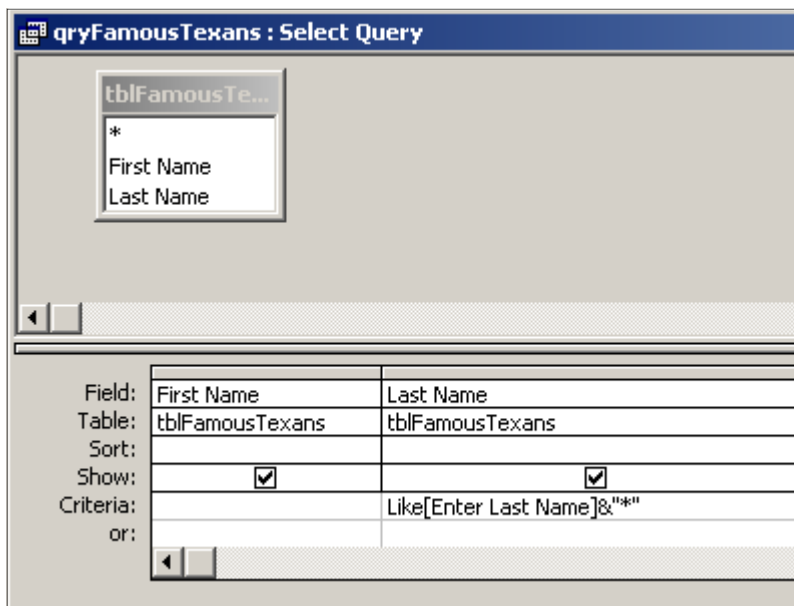 qryFamousTexans : Select Query
tblFamousTe...
*
First Name
Last Name
Field: First Name Last Name
Table: tblFamousTexans tblFamousTexans
Sort:
Show:
Criteria: Like[Enter Last Name]&"*"
or: